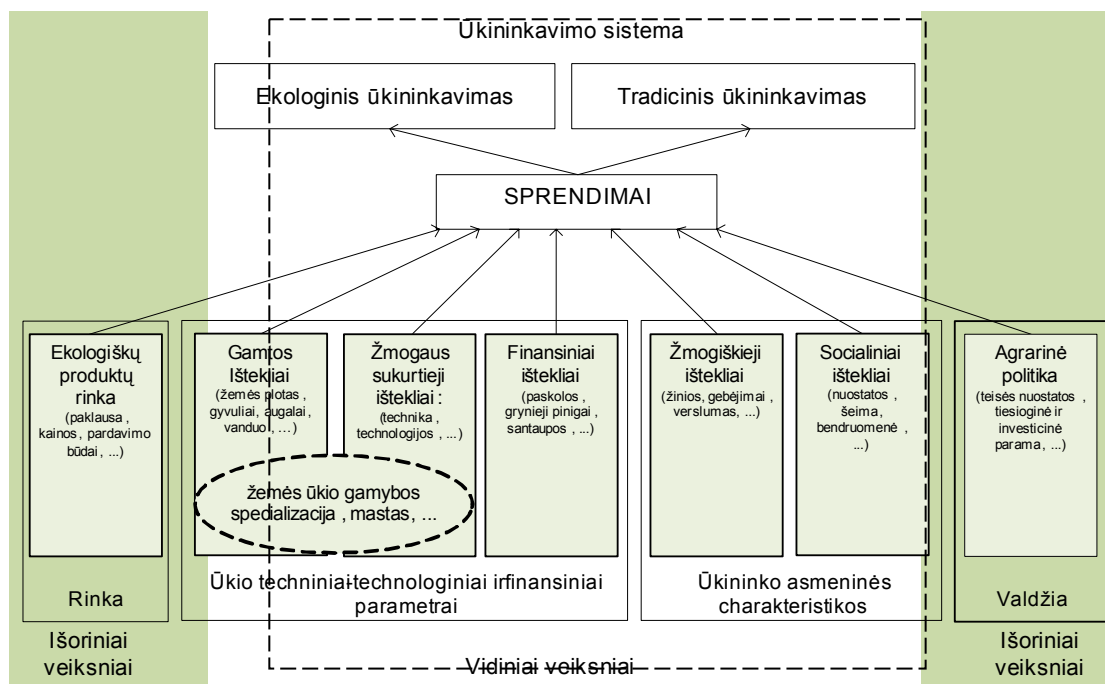 Ūkininkavimo sistema
Ekologinis ūkininkavimas
Tradicinis ūkininkavimas
SPRENDIMAI
Ekologiškų
produktų
rinka
(paklausa ,
kainos , pardavimo
būdai , ...)
Gamtos
Ištekliai
(žemės plotas ,
gyvuliai, augalai ,
vanduo , ...)
Žmogaus
sukurtieji
ištekliai :
(technika ,
technologijos , ...)
Finansiniai
ištekliai
(paskolos ,
grynieji pinigai ,
santaupos , ...)
Žmogiškieji
ištekliai
(žinios, gebėjimai ,
verslumas, ...)
Socialiniai
ištekliai
(nuostatos ,
šeima,
bendruomenė ,
...)
Agrarinė
politika
(teisės nuostatos ,
tiesioginė ir
investicinė
parama, ...)
žemės ūkio gamybos
specializacija , mastas, ...
Rinka
Ūkio techniniai-technologiniai irfinansiniai
parametrai
Ūkininko asmeninės
charakteristikos
Valdžia
Išoriniai
veiksniai
Vidiniai veiksniai
Išoriniai
veiksniai